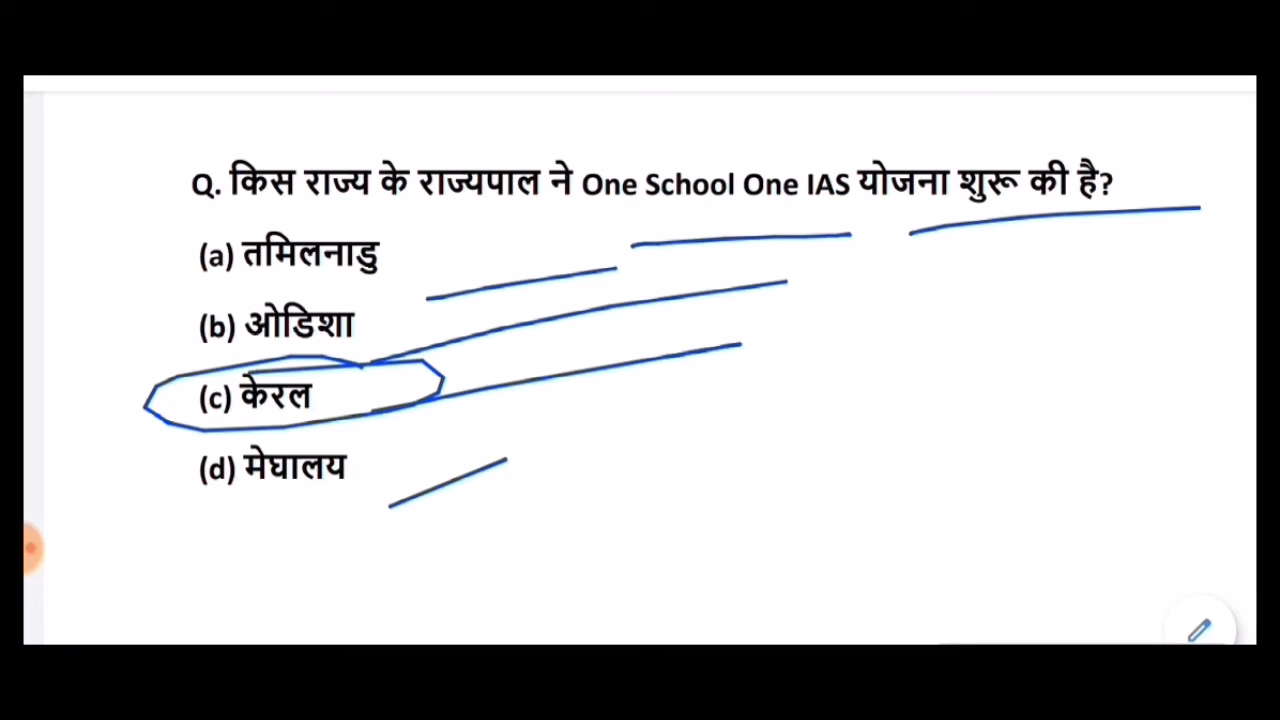 Q. किस राज्य के राज्यपाल ने One School One IAS योजना शुरू की है?
(a) तमिलनाडु
(b) ओडिशा
(c) केरल
(d) मेघालय